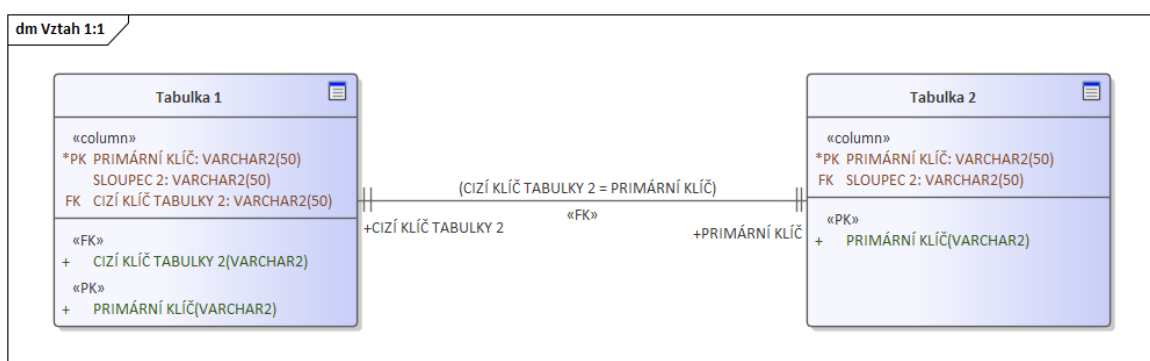 dm Vztah 1:1
Tabulka 1
«column»
*PK PRIMÁRNÍ KLÍČ: VARCHAR2(50)
SLOUPEC 2: VARCHAR2(50)
FK CIZÍ KLÍČ TABULKY 2: VARCHAR2(50)
«FK»
+ CIZÍ KLÍČ TABULKY 2(VARCHAR2)
«PK»
+ PRIMÁRNÍ KLÍČ(VARCHAR2)
(CIZÍ KLÍČ TABULKY 2 = PRIMÁRNÍ KLÍČ)
«FK»
+CIZÍ KLÍČ TABULKY 2
+PRIMÁRNÍ KLÍČ
Tabulka 2
«column»
*PK PRIMÁRNÍ KLÍČ: VARCHAR2(50)
FK SLOUPEC 2: VARCHAR2(50)
«PK»
+ PRIMÁRNÍ KLÍČ(VARCHAR2)